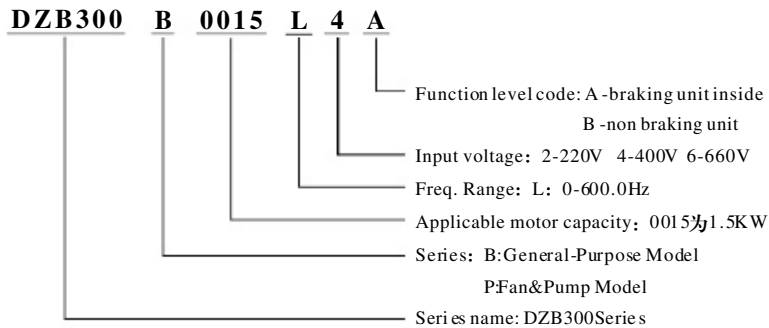 DZB300 B 0015 L 4 A
Function level code: A -braking unit inside
B -non braking unit
Input voltage：2-220V 4-400V 6-660V
Freq. Range：L：0-600.0Hz
Applicable motor capacity：0015为1.5KW
Series：B:General-Purpose Model
P:Fan&Pump Model
Series name: DZB300Series